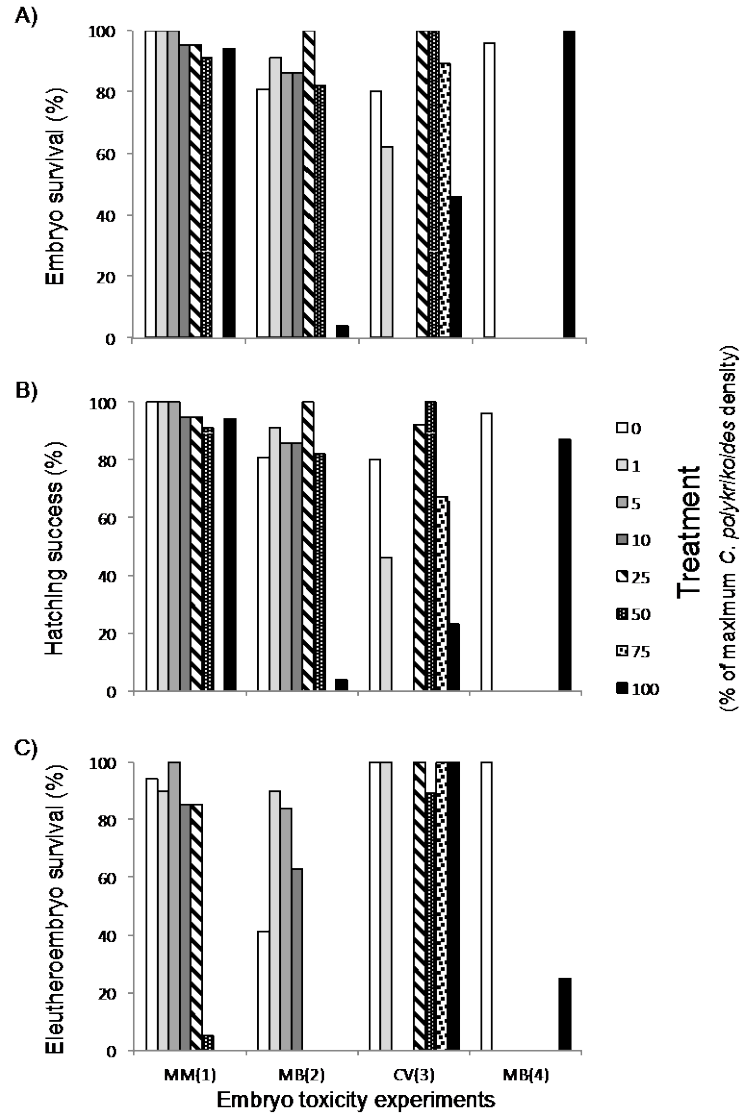 A)
Embryo survival (%)
100
80
60
40
20
0
B)
Hatching success (%)
100
80
60
40
20
0
0
1
5
10
25
50
75
100
Treatment
(% of maximum C. polykrikoides density)
C)
Eleutheroembryo survival (%)
100
80
60
40
20
0
MM(1) MB(2) CV(3) MB(4)
Embryo toxicity experiments